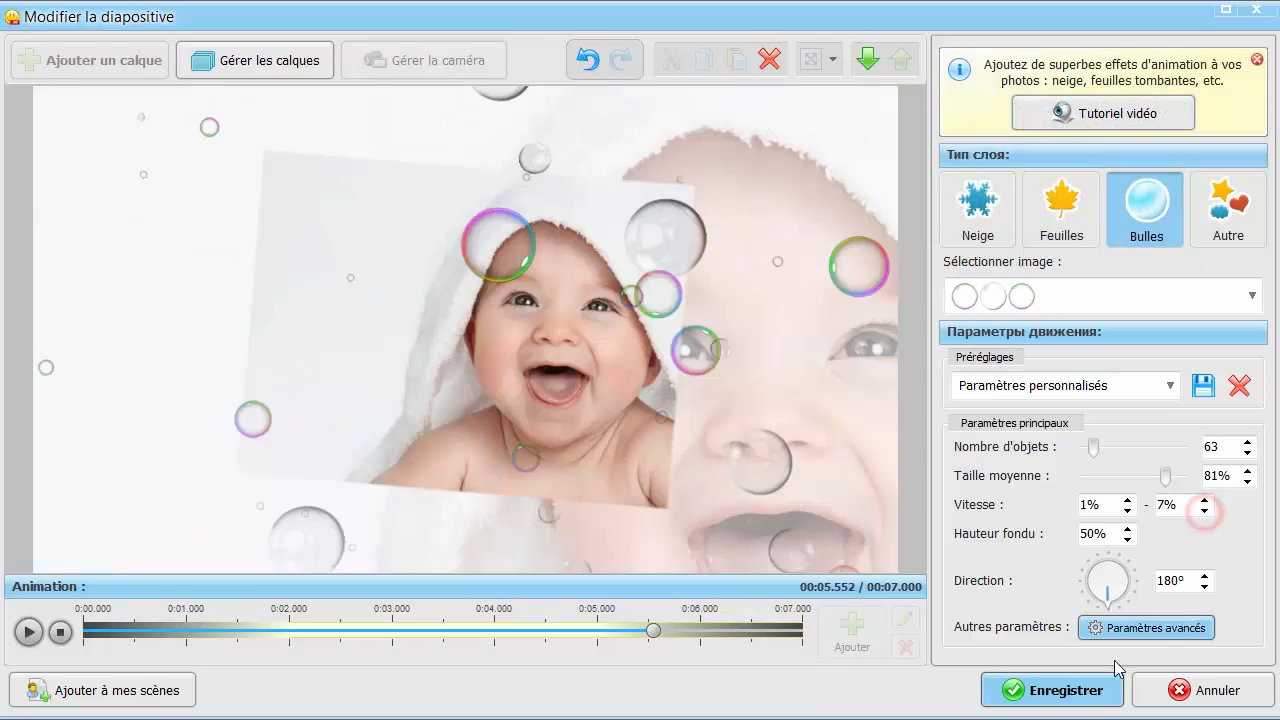 Modifier la diapositive
Ajouter un calque
Gérer les calques
Gérer la caméra
Ajoutez de superbes effets d'animation à vos
photos : neige, feuilles tombantes, etc.
Tutoriel vidéo
Тип слоя:
Neige
Feuilles
Bulles
Autre
Sélectionner image :
Параметры движения:
Préréglages
Paramètres personnalisés
Paramètres principaux
Nombre d'objets : 63
Taille moyenne : 81%
Vitesse : 1% - 7%
Hauteur fondu : 50%
Direction : 180º
Autres paramètres : Paramètres avancés
Animation : 00:05.552 / 00:07.000
0:00.000 0:01.000 0:02.000 0:03.000 0:04.000 0:05.000 0:06.000 0:07.000
Ajouter
Ajouter à mes scènes
Enregistrer
Annuler